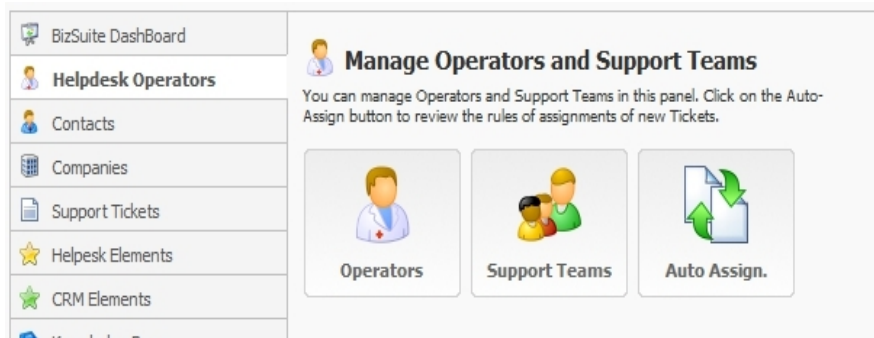 BizSuite DashBoard
Helpdesk Operators
Contacts
Companies
Support Tickets
Helpesk Elements
CRM Elements
Manage Operators and Support Teams
You can manage Operators and Support Teams in this panel. Click on the Auto-
Assign button to review the rules of assignments of new Tickets.
Operators
Support Teams
Auto Assign.